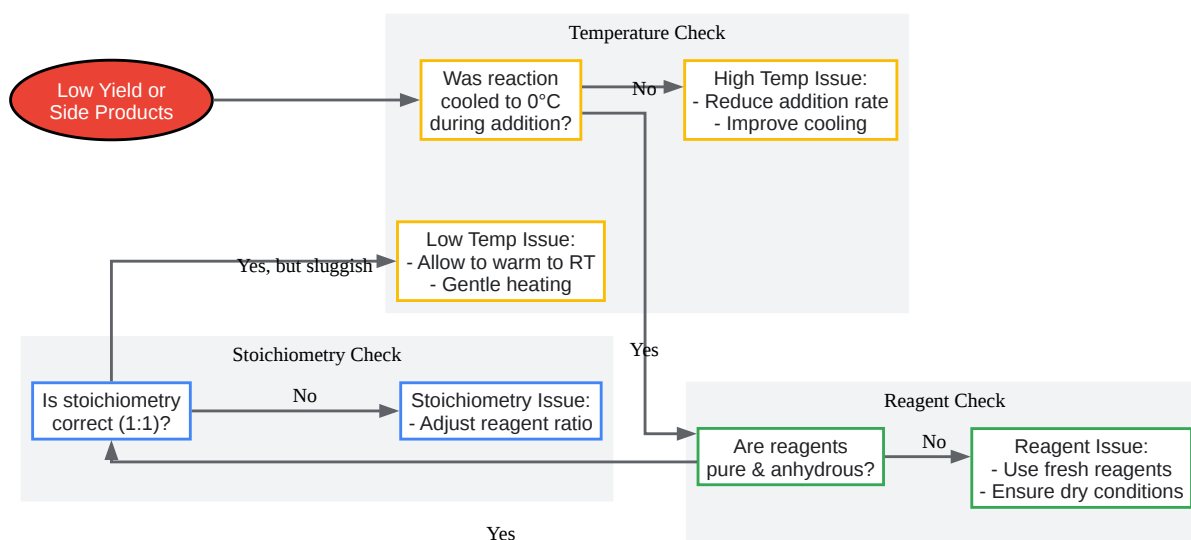 Temperature Check
Low Yield or
Side Products
Was reaction
cooled to 0°C
during addition?
No
High Temp Issue:
- Reduce addition rate
- Improve cooling
Yes, but sluggish
Low Temp Issue:
- Allow to warm to RT
- Gentle heating
Yes
Stoichiometry Check
Is stoichiometry
correct (1:1)?
No
Stoichiometry Issue:
- Adjust reagent ratio
Reagent Check
Are reagents
pure & anhydrous?
No
Reagent Issue:
- Use fresh reagents
- Ensure dry conditions
Yes